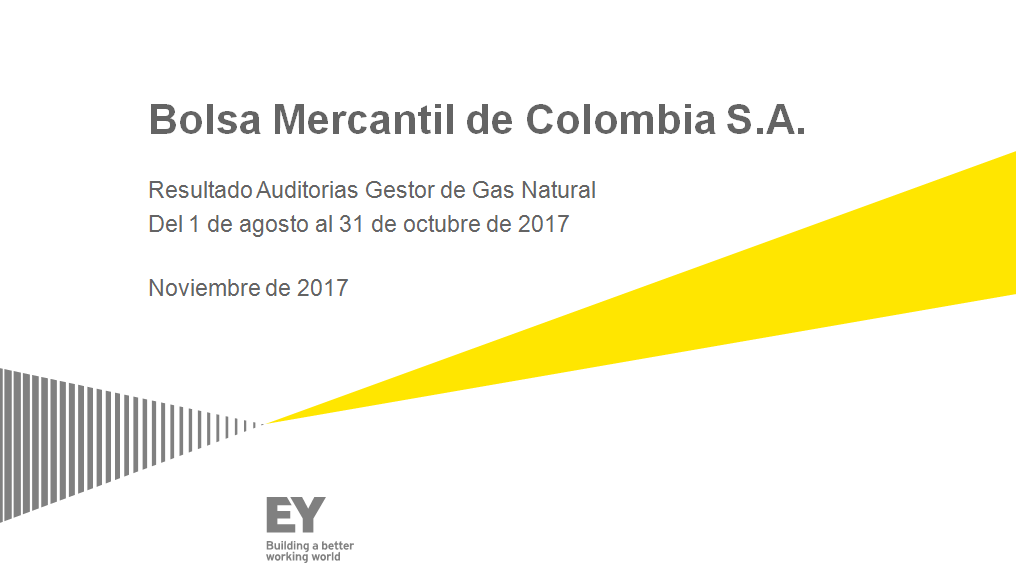 Bolsa Mercantil de Colombia S.A.
Resultado Auditorias Gestor de Gas Natural
Del 1 de agosto al 31 de octubre de 2017
Noviembre de 2017
EY
Building a better
working world